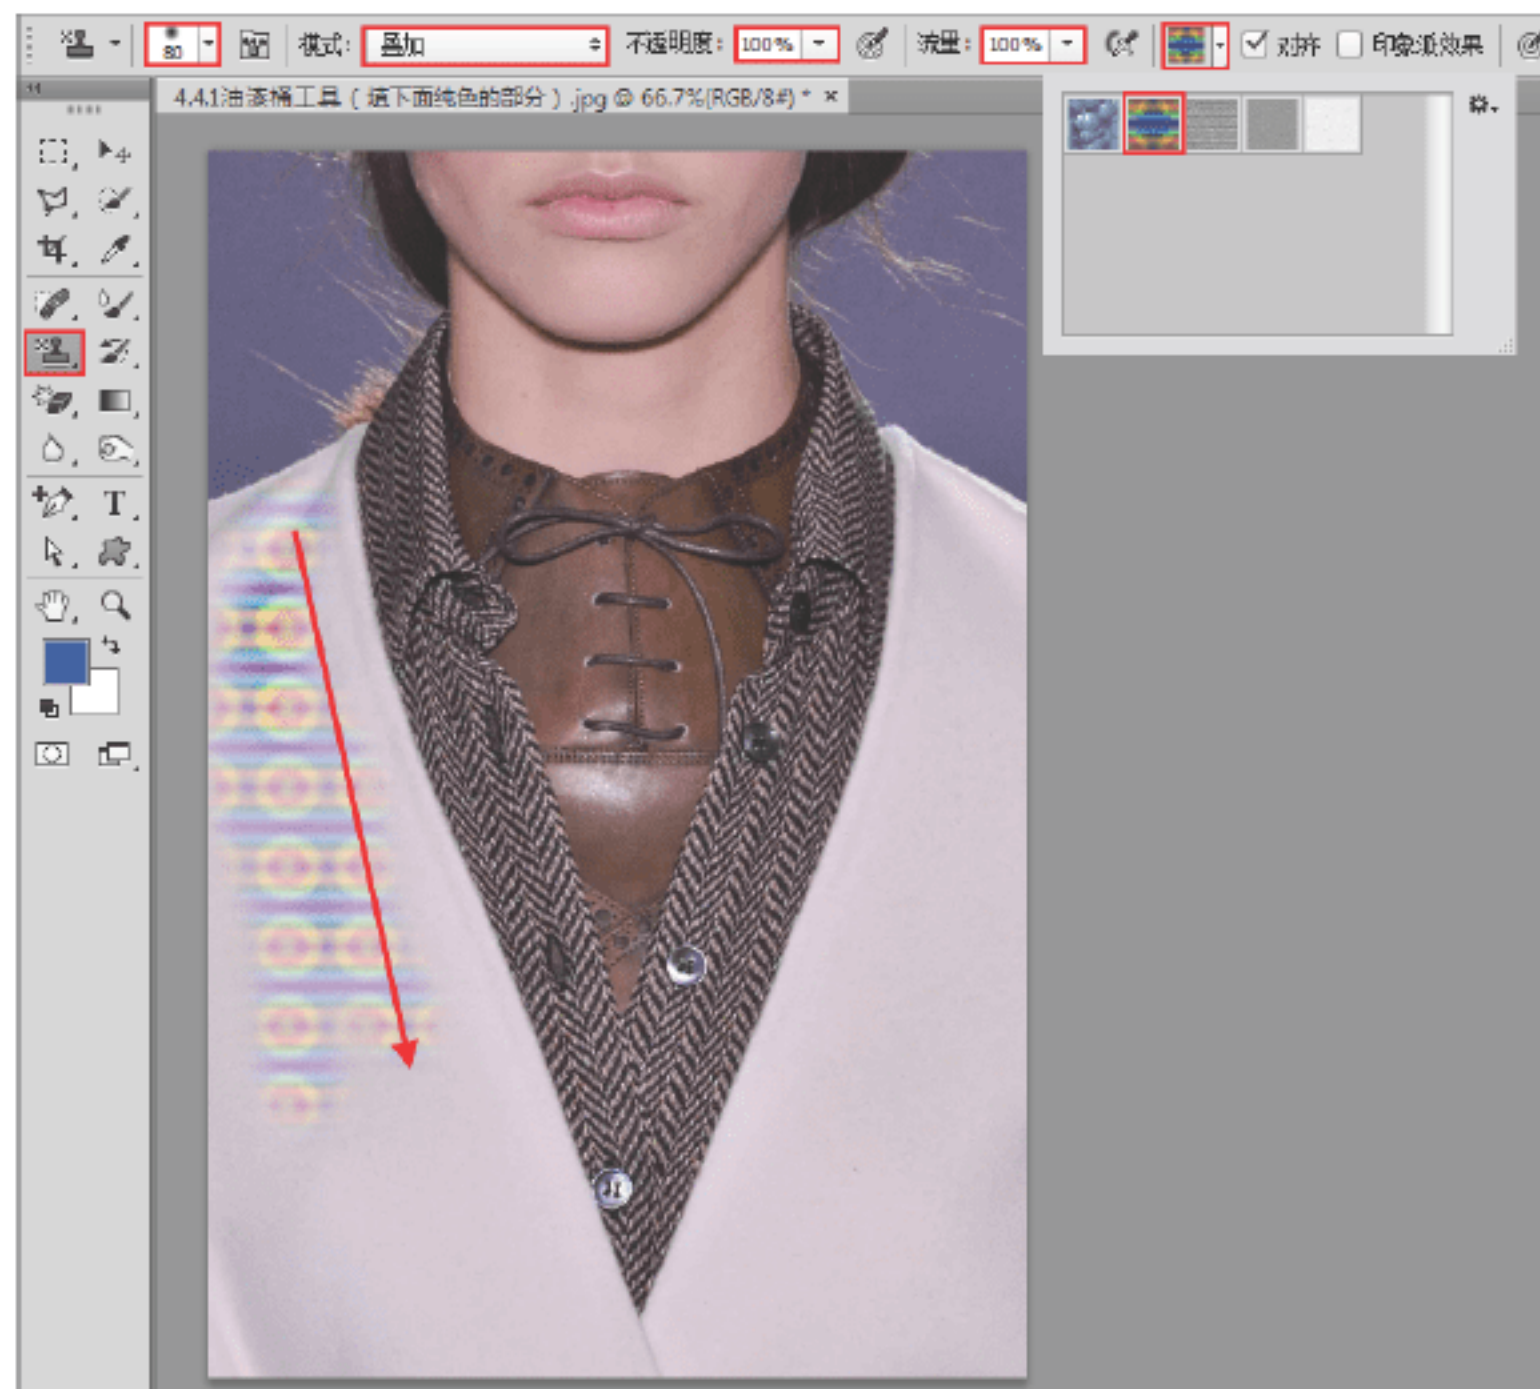 80 模式: 叠加 不透明度: 100% 流量: 100% 对齐 印象派效果
4.4.1油漆桶工具（填下面纯色的部分）.jpg @ 66.7%(RGB/8#) * ×
T